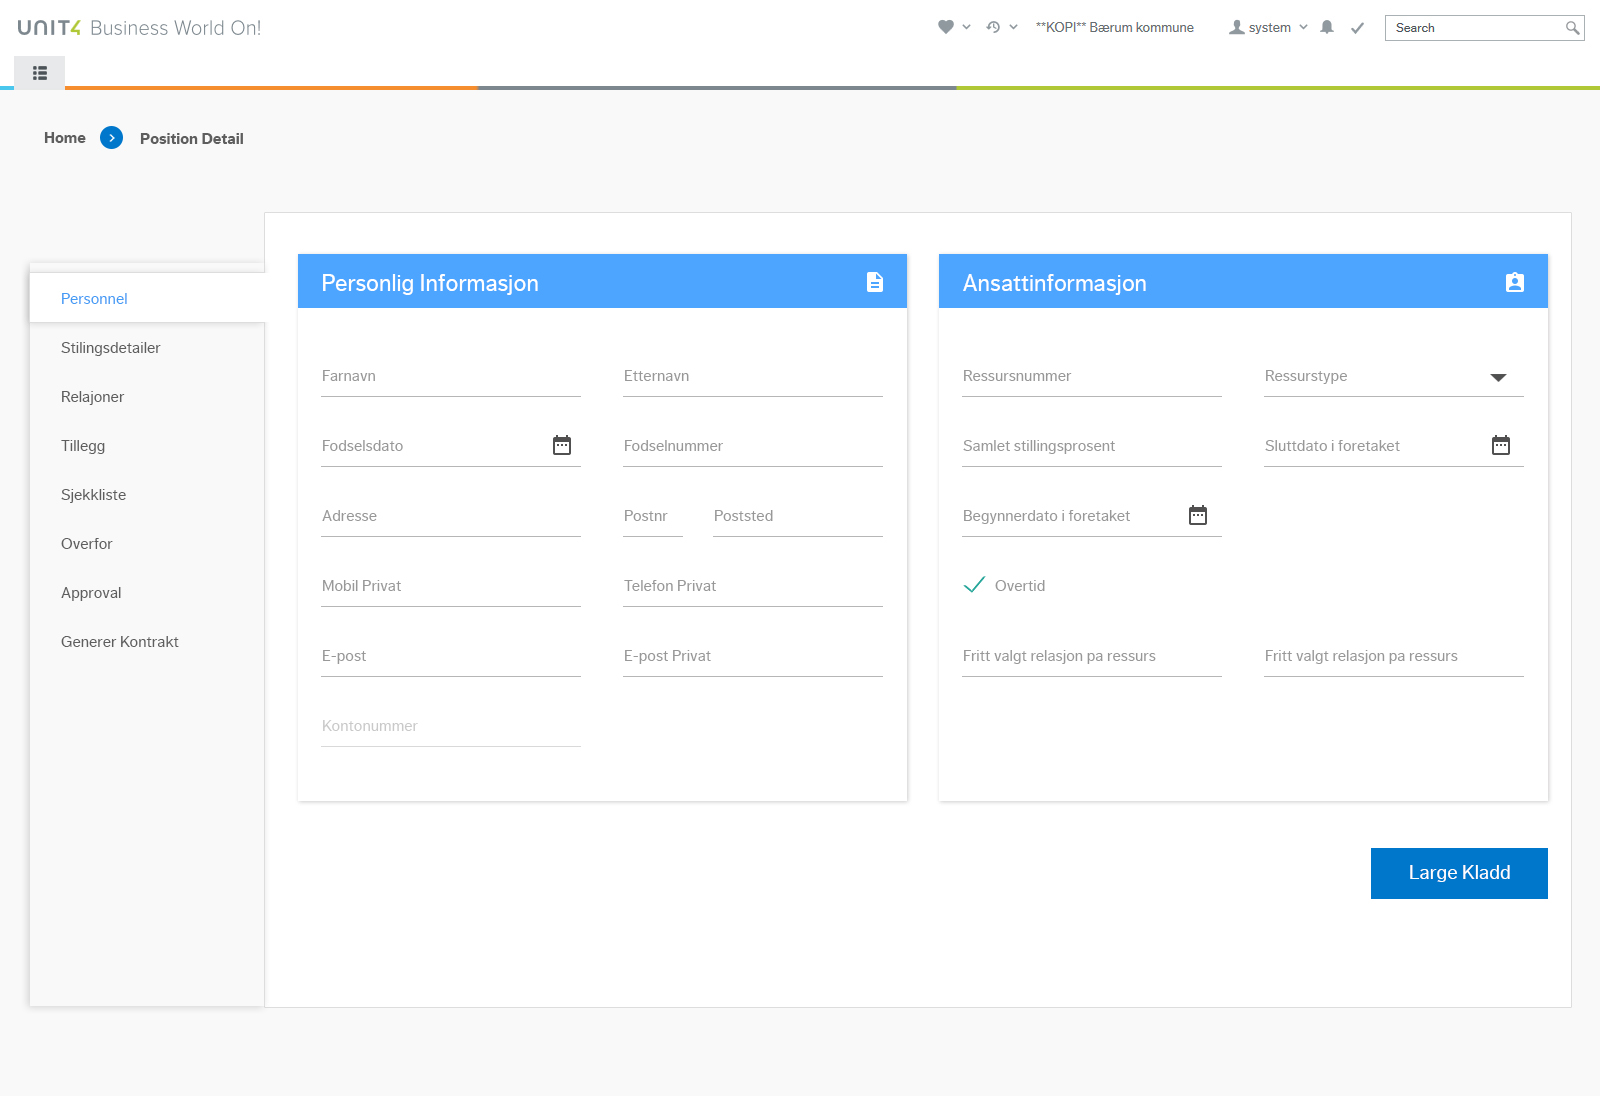 UNIT4 Business World On!
**KOPI** Bærum kommune
system
Search
Home
Position Detail
Personnel
Stilingsdetailer
Relajoner
Tillegg
Sjekkliste
Overfor
Approval
Generer Kontrakt
Personlig Informasjon
Farnavn
Etternavn
Fodselsdato
Fodselnummer
Adresse
Postnr
Poststed
Mobil Privat
Telefon Privat
E-post
E-post Privat
Kontonummer
Ansattinformasjon
Ressursnummer
Ressurstype
Samlet stillingsprosent
Sluttdato i foretaket
Begynnerdato i foretaket
Overtid
Fritt valgt relasjon pa ressurs
Fritt valgt relasjon pa ressurs
Large Kladd